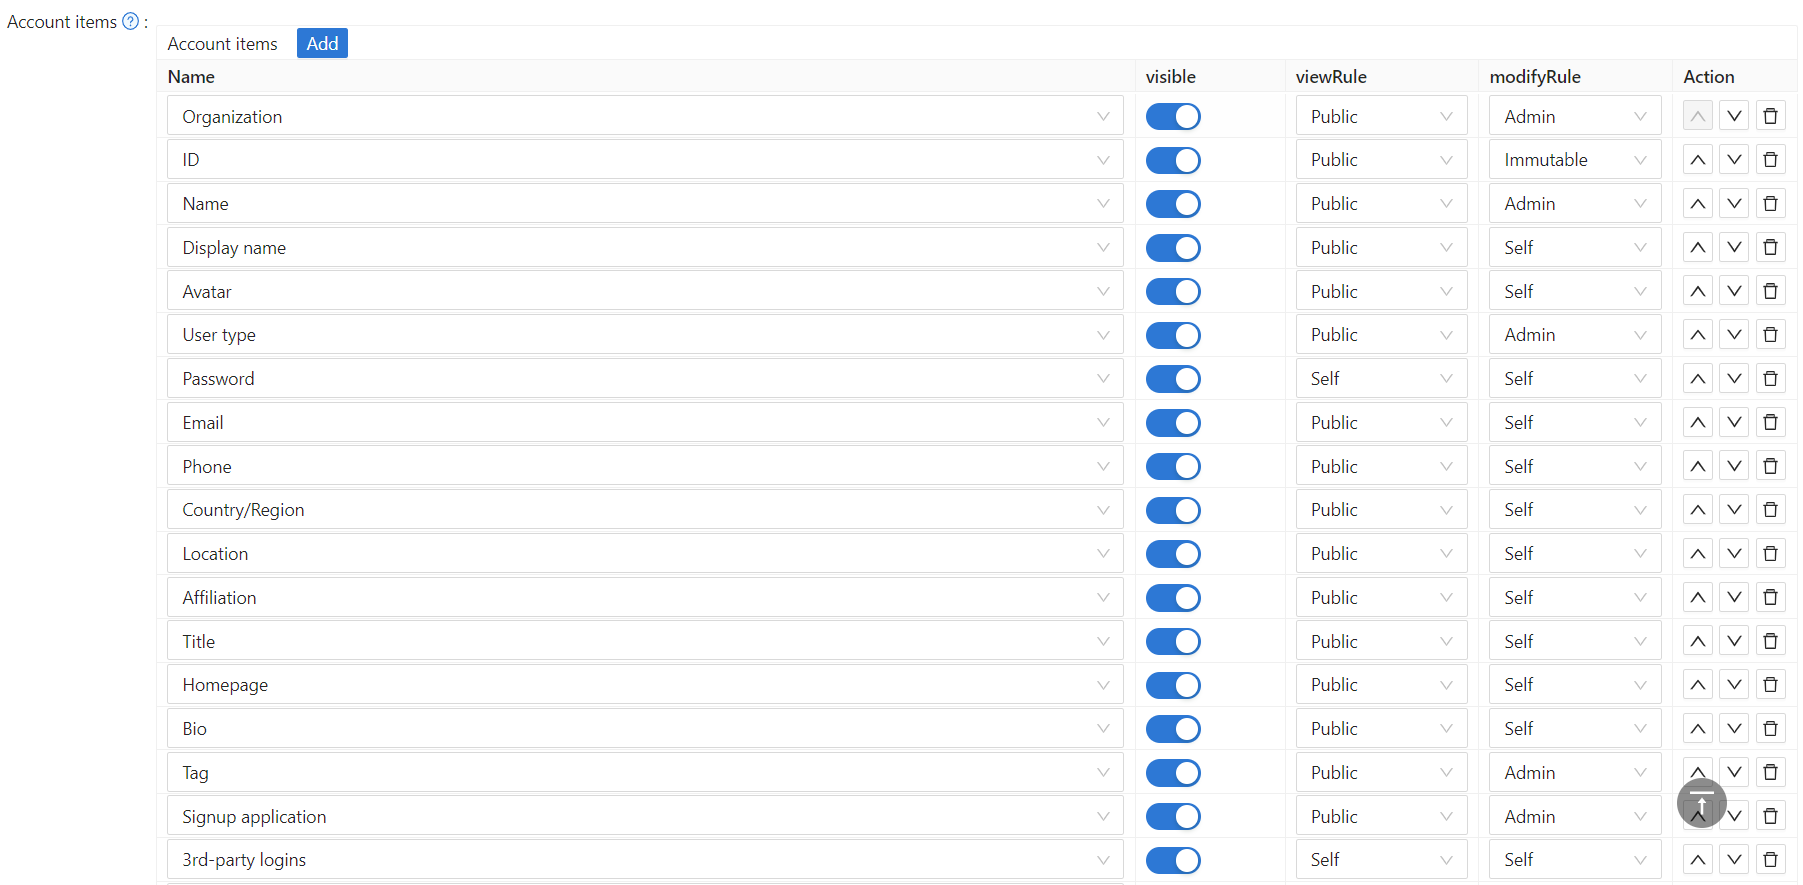 Account items ? :
Account items Add
Name visible viewRule modifyRule Action
Organization Public Admin
ID Public Immutable
Name Public Admin
Display name Public Self
Avatar Public Self
User type Public Admin
Password Self Self
Email Public Self
Phone Public Self
Country/Region Public Self
Location Public Self
Affiliation Public Self
Title Public Self
Homepage Public Self
Bio Public Self
Tag Public Admin
Signup application Public Admin
3rd-party logins Self Self